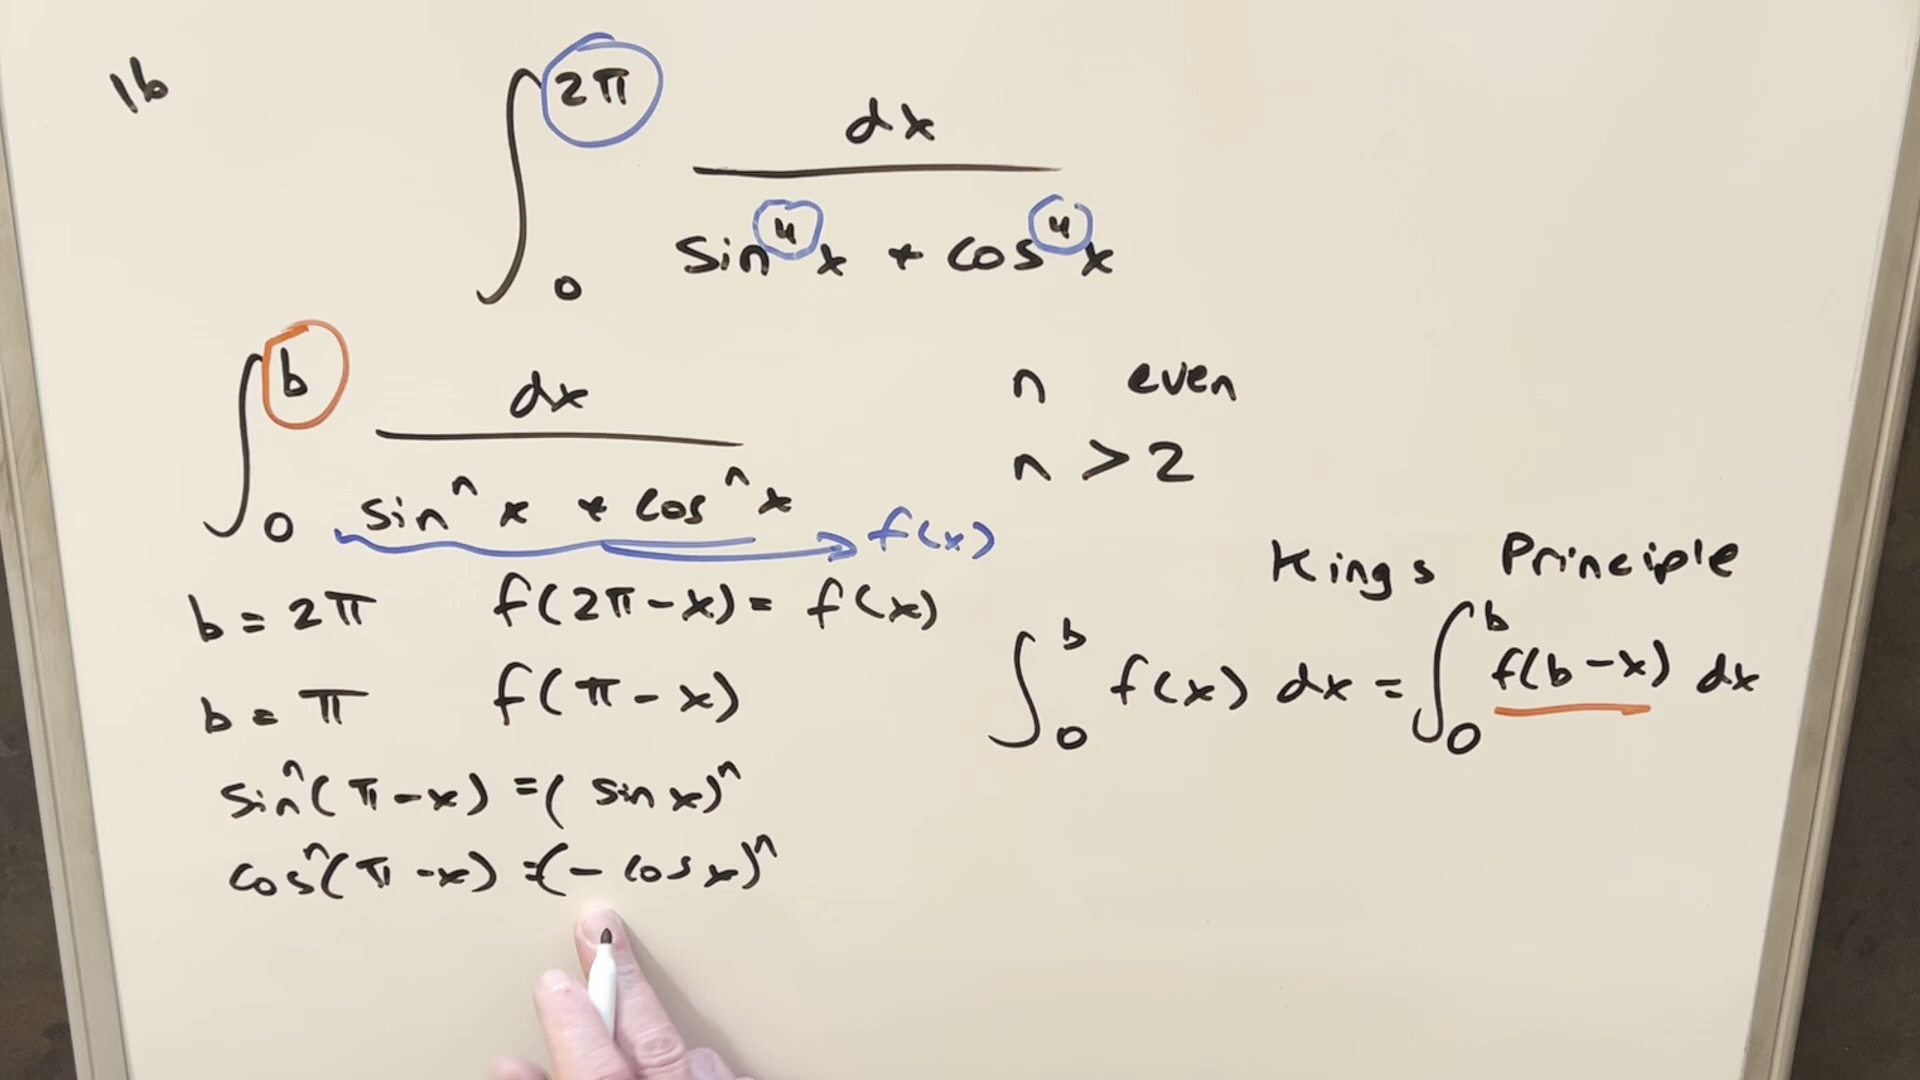 16
∫₀^2π dx / (sin⁴x + cos⁴x)
∫₀^b dx / (sinⁿx + cosⁿx) → f(x)
n even
n > 2
b = 2π f(2π-x) = f(x)
b = π f(π-x)
sinⁿ(π-x) = (sin x)ⁿ
cosⁿ(π-x) = (-cos x)ⁿ
Kings Principle
∫₀^b f(x) dx = ∫₀^b f(b-x) dx